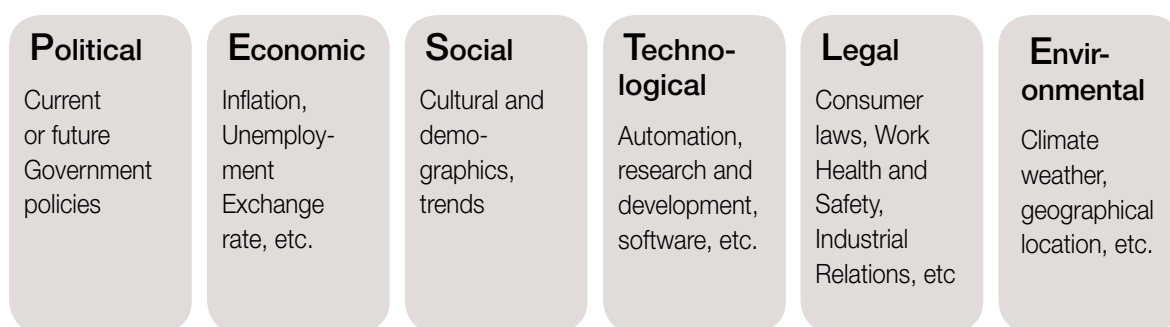 Political
Current
or future
Government
policies
Economic
Inflation,
Unemploy-
ment
Exchange
rate, etc.
Social
Cultural and
demo-
graphics,
trends
Techno-
logical
Automation,
research and
development,
software, etc.
Legal
Consumer
laws, Work
Health and
Safety,
Industrial
Relations, etc
Envir-
onmental
Climate
weather,
geographical
location, etc.